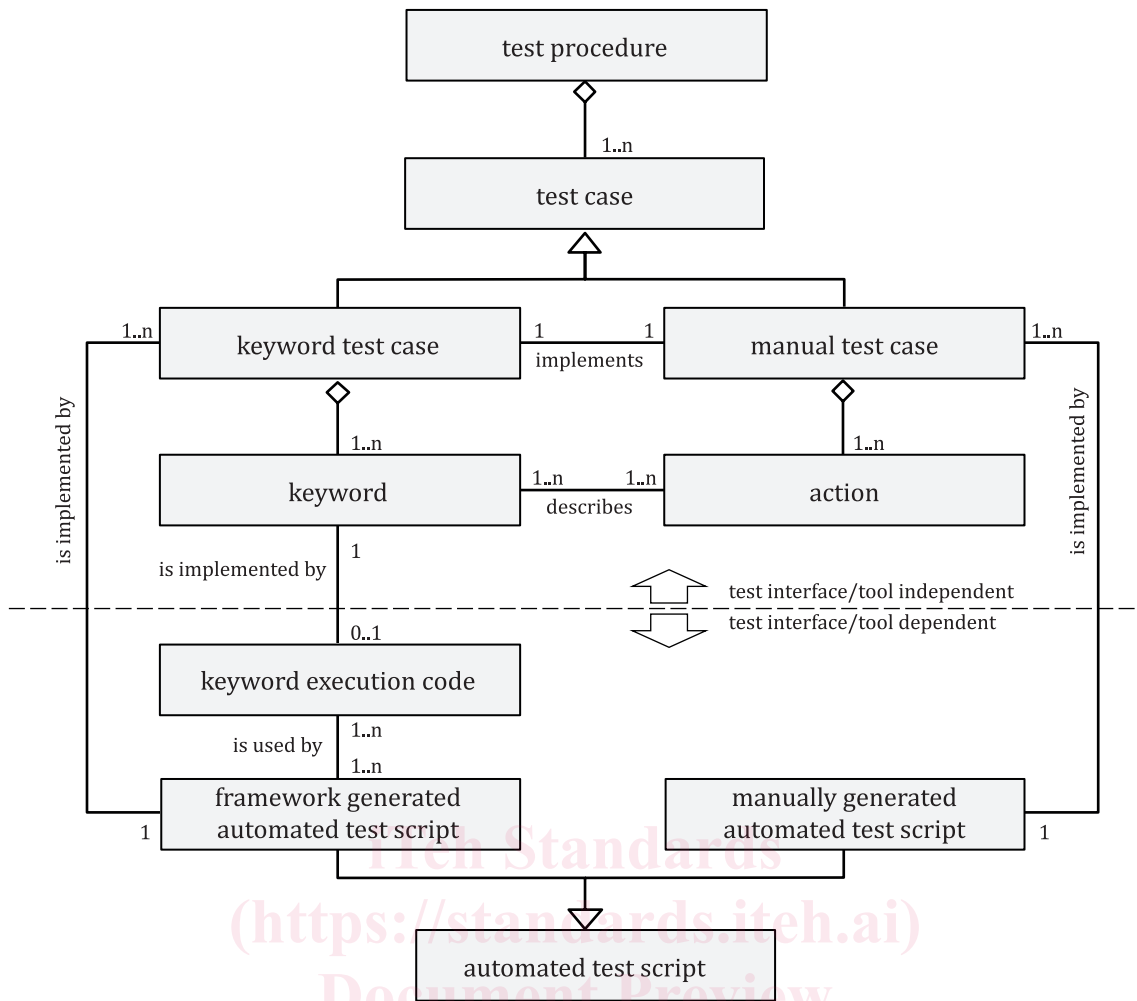 test procedure
1..n
test case
1..n
keyword test case
1
1
implements
manual test case
1..n
is implemented by
is implemented by
1..n
1..n
keyword
1..n
1..n
describes
action
1
is implemented by
test interface/tool independent
test interface/tool dependent
0..1
keyword execution code
1..n
is used by
1..n
framework generated
automated test script
manually generated
automated test script
1
1
iTeh Standards
(https://standards.iteh.ai)
automated test script
Document Preview